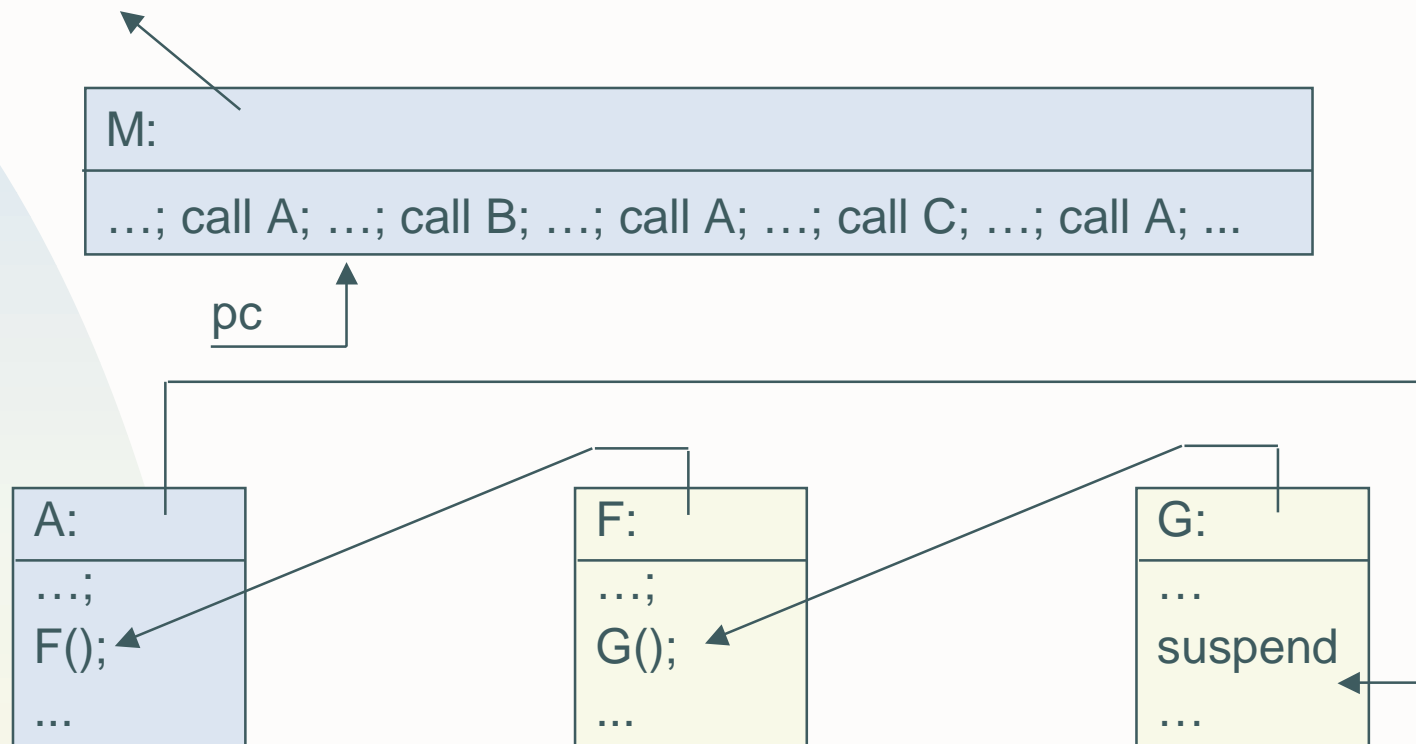 M:
…; call A; …; call B; …; call A; …; call C; …; call A; ...
pc
A:
…;
F();
...
F:
…;
G();
...
G:
…
suspend
…